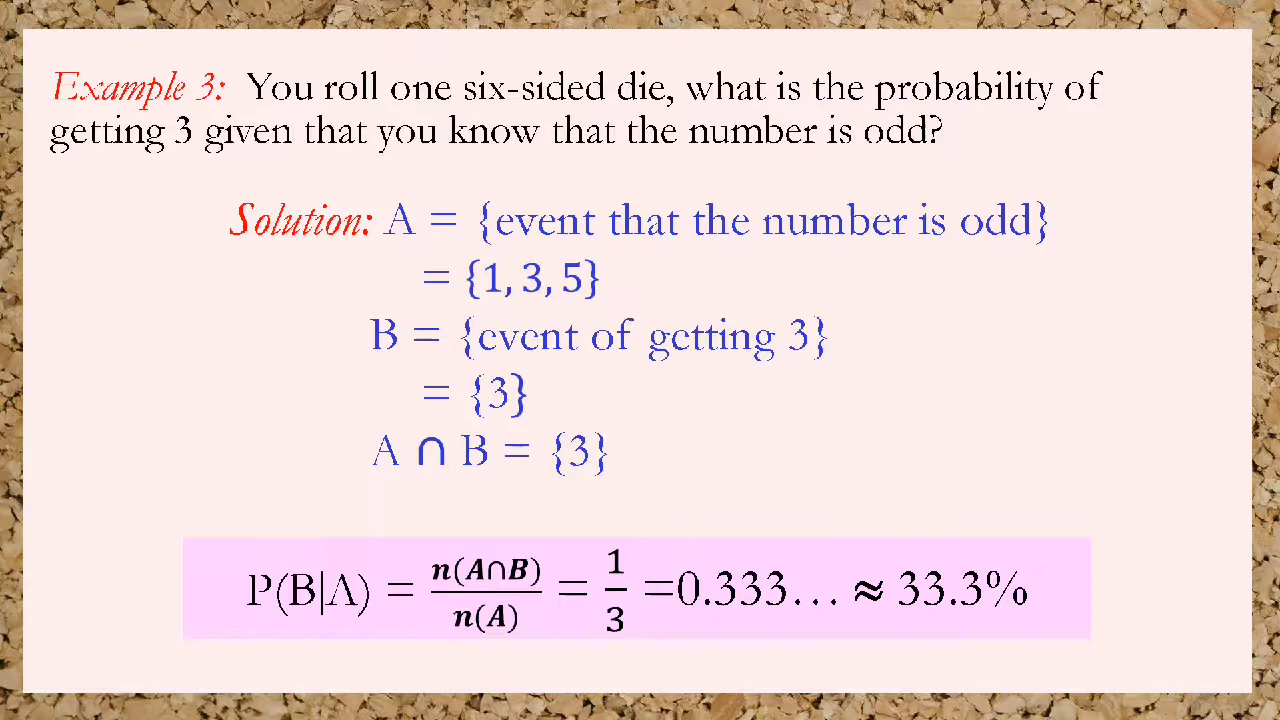 Example 3: You roll one six-sided die, what is the probability of
getting 3 given that you know that the number is odd?
Solution: A = {event that the number is odd}
= {1, 3, 5}
B = {event of getting 3}
= {3}
A ∩ B = {3}
P(B|A) = n(A∩B)/n(A) = 1/3 =0.333… ≈ 33.3%